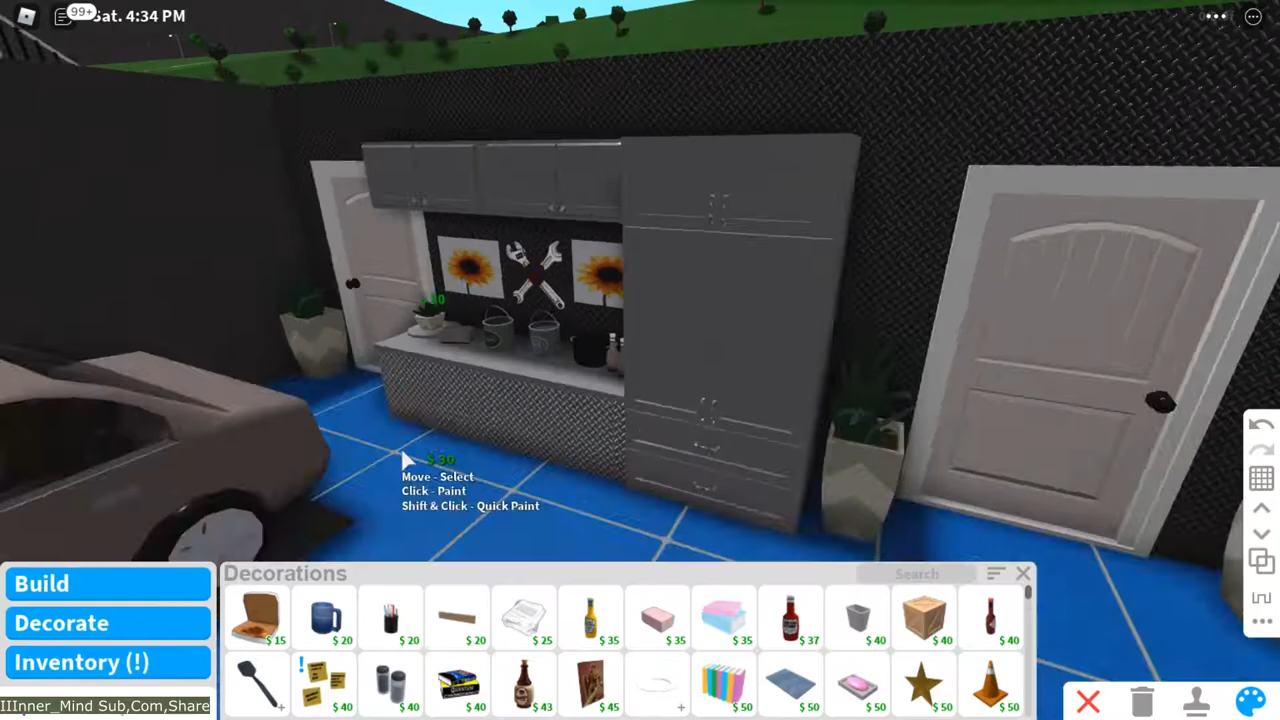 99+
Sat. 4:34 PM
$ 30
Move - Select
Click - Paint
Shift & Click - Quick Paint
Build
Decorate
Inventory (!)
IIInner_Mind Sub,Com,Share
Decorations
Search
$ 15
$ 20
$ 20
$ 20
$ 25
$ 35
$ 35
$ 35
$ 37
$ 40
$ 40
$ 40
+
$ 40
$ 40
$ 40
$ 43
$ 45
+
$ 50
$ 50
$ 50
$ 50
$ 50